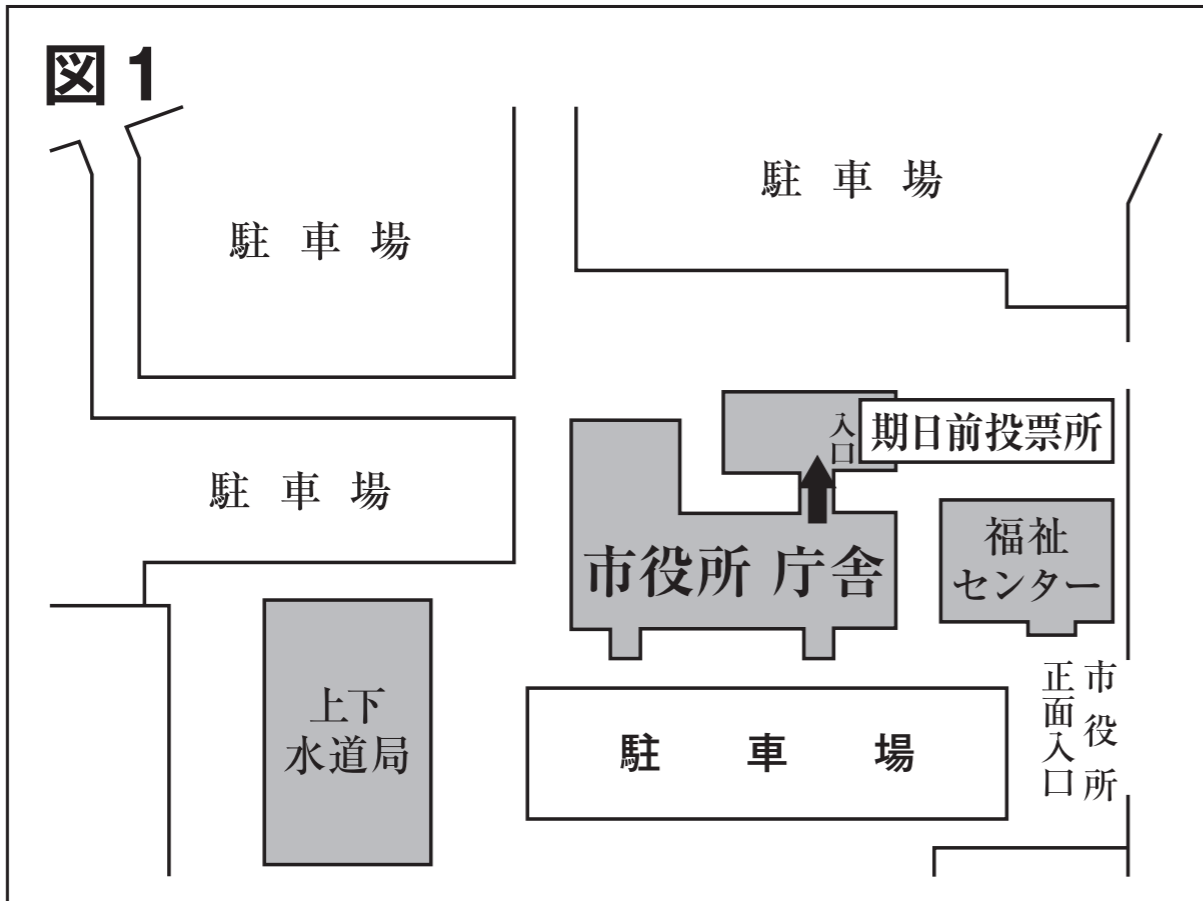 図1
駐車場
駐車場
入口
期日前投票所
駐車場
福祉
センター
市役所 庁舎
市役所
正面入口
上下
水道局
駐車場